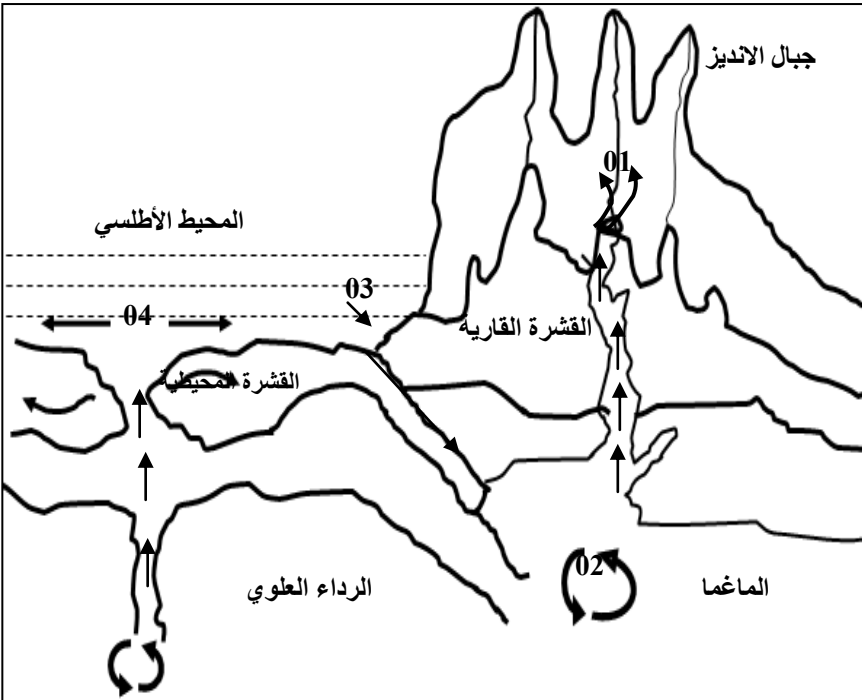 جبال الانديز
01
المحيط الأطلسي
03
04
القشرة القارية
القشرة المحيطية
02
الرداء العلوي
الماغما